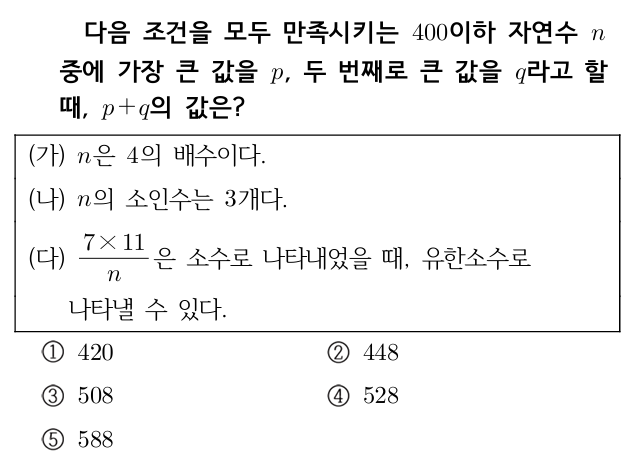 다음 조건을 모두 만족시키는 400이하 자연수 n
중에 가장 큰 값을 p, 두 번째로 큰 값을 q라고 할
때, p+q의 값은?
(가) n은 4의 배수이다.
(나) n의 소인수는 3개다.
(다) \frac{7×11}{n}은 소수로 나타내었을 때, 유한소수로
나타낼 수 있다.
① 420 ② 448
③ 508 ④ 528
⑤ 588